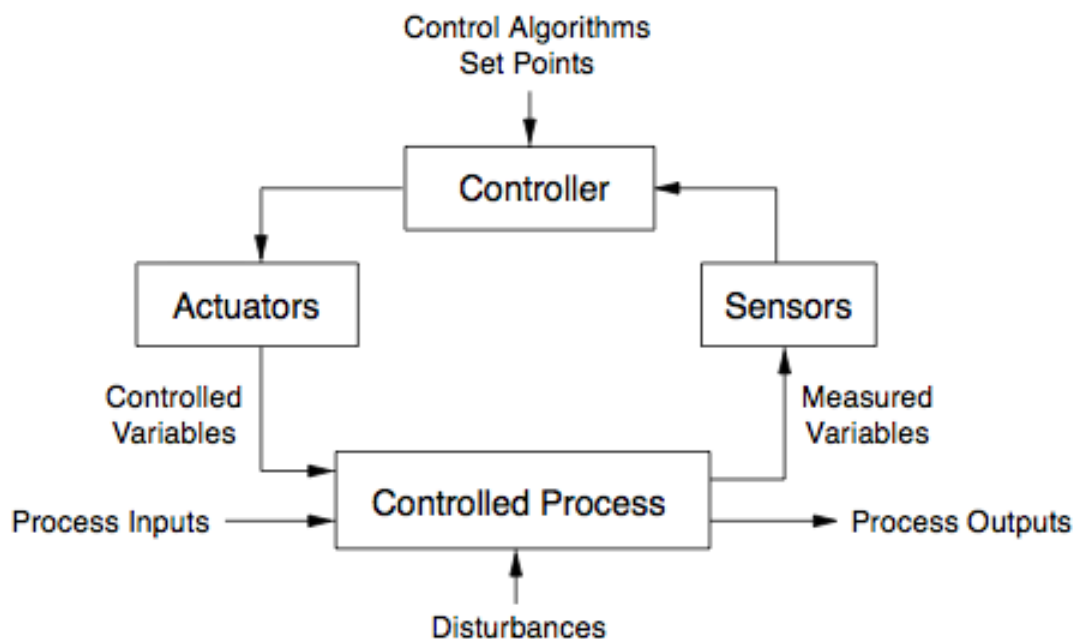 Control Algorithms
Set Points
Controller
Actuators
Sensors
Controlled
Variables
Measured
Variables
Controlled Process
Process Inputs
Process Outputs
Disturbances